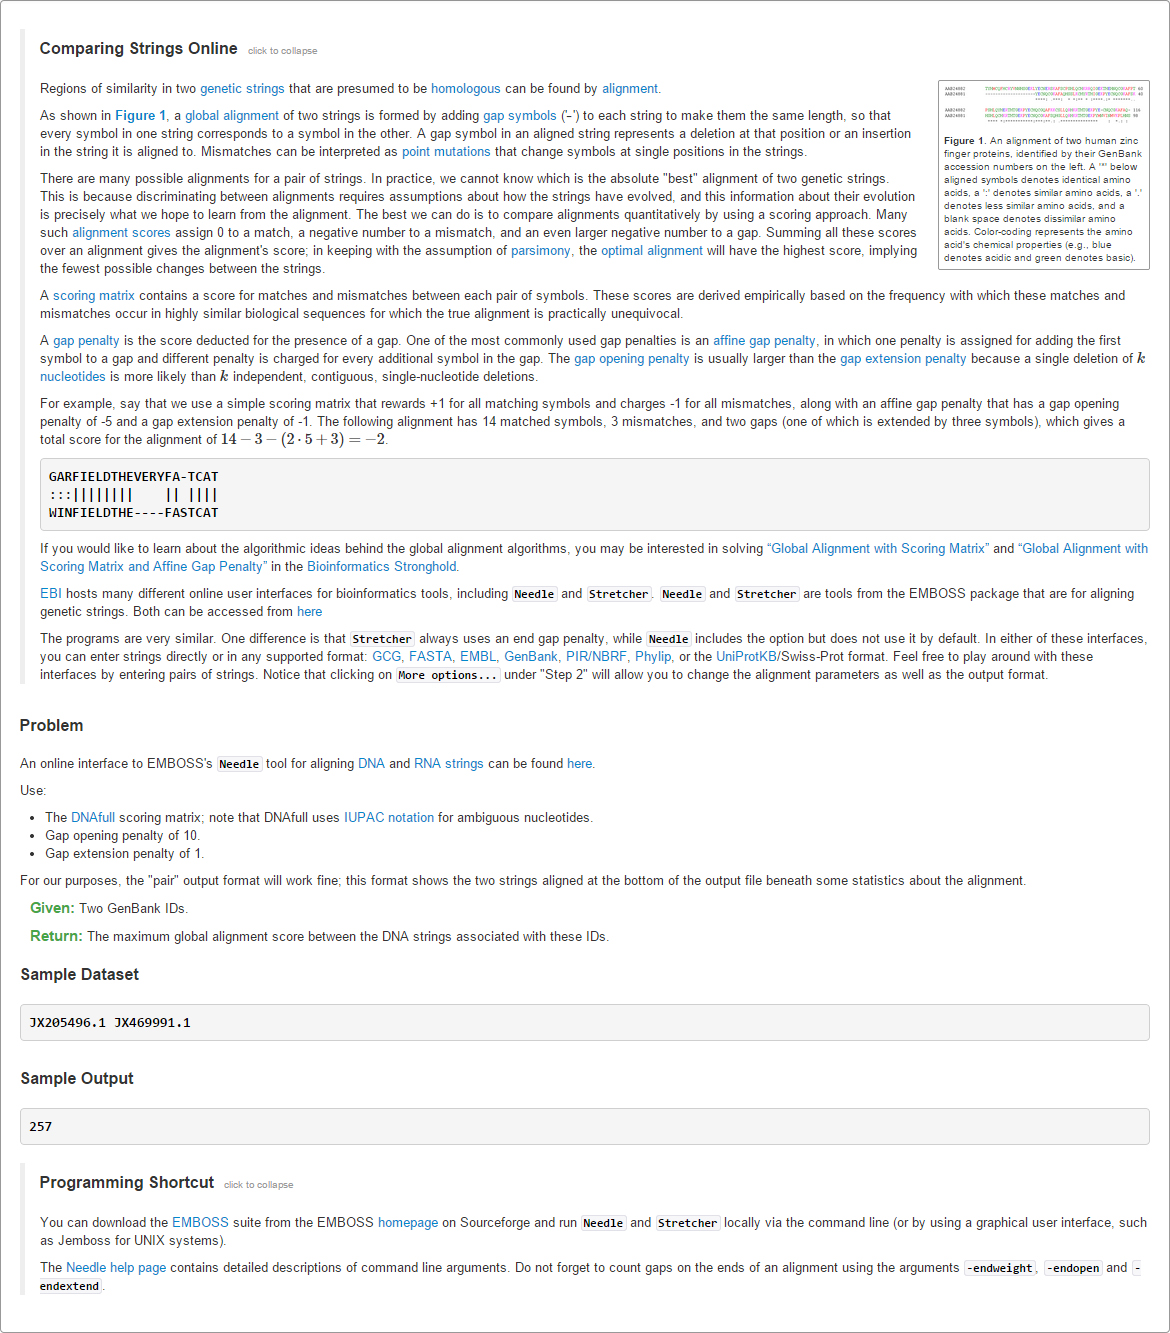 Comparing Strings Online click to collapse
Regions of similarity in two genetic strings that are presumed to be homologous can be found by alignment.
As shown in Figure 1, a global alignment of two strings is formed by adding gap symbols ('-') to each string to make them the same length, so that
every symbol in one string corresponds to a symbol in the other. A gap symbol in an aligned string represents a deletion at that position or an insertion
in the string it is aligned to. Mismatches can be interpreted as point mutations that change symbols at single positions in the strings.
There are many possible alignments for a pair of strings. In practice, we cannot know which is the absolute "best" alignment of two genetic strings.
This is because discriminating between alignments requires assumptions about how the strings have evolved, and this information about their evolution
is precisely what we hope to learn from the alignment. The best we can do is to compare alignments quantitatively by using a scoring approach. Many
such alignment scores assign 0 to a match, a negative number to a mismatch, and an even larger negative number to a gap. Summing all these scores
over an alignment gives the alignment's score; in keeping with the assumption of parsimony, the optimal alignment will have the highest score, implying
the fewest possible changes between the strings.
Figure 1. An alignment of two human zinc
finger proteins, identified by their GenBank
accession numbers on the left. A '*' below
aligned symbols denotes identical amino
acids, a ':' denotes similar amino acids, a '.'
denotes less similar amino acids, and a
blank space denotes dissimilar amino
acids. Color-coding represents the amino
acid's chemical properties (e.g., blue
denotes acidic and green denotes basic).
A scoring matrix contains a score for matches and mismatches between each pair of symbols. These scores are derived empirically based on the frequency with which these matches and
mismatches occur in highly similar biological sequences for which the true alignment is practically unequivocal.
A gap penalty is the score deducted for the presence of a gap. One of the most commonly used gap penalties is an affine gap penalty, in which one penalty is assigned for adding the first
symbol to a gap and different penalty is charged for every additional symbol in the gap. The gap opening penalty is usually larger than the gap extension penalty because a single deletion of k
nucleotides is more likely than k independent, contiguous, single-nucleotide deletions.
For example, say that we use a simple scoring matrix that rewards +1 for all matching symbols and charges -1 for all mismatches, along with an affine gap penalty that has a gap opening
penalty of -5 and a gap extension penalty of -1. The following alignment has 14 matched symbols, 3 mismatches, and two gaps (one of which is extended by three symbols), which gives a
total score for the alignment of 14 − 3 − (2 · 5 + 3) = −2.
GARFIELDTHEVERYFA-TCAT
:::||||||||    || ||||
WINFIELDTHE----FASTCAT
If you would like to learn about the algorithmic ideas behind the global alignment algorithms, you may be interested in solving “Global Alignment with Scoring Matrix” and “Global Alignment with
Scoring Matrix and Affine Gap Penalty” in the Bioinformatics Stronghold.
EBI hosts many different online user interfaces for bioinformatics tools, including Needle and Stretcher. Needle and Stretcher are tools from the EMBOSS package that are for aligning
genetic strings. Both can be accessed from here
The programs are very similar. One difference is that Stretcher always uses an end gap penalty, while Needle includes the option but does not use it by default. In either of these interfaces,
you can enter strings directly or in any supported format: GCG, FASTA, EMBL, GenBank, PIR/NBRF, Phylip, or the UniProtKB/Swiss-Prot format. Feel free to play around with these
interfaces by entering pairs of strings. Notice that clicking on More options... under "Step 2" will allow you to change the alignment parameters as well as the output format.
Problem
An online interface to EMBOSS's Needle tool for aligning DNA and RNA strings can be found here.
Use:
• The DNAfull scoring matrix; note that DNAfull uses IUPAC notation for ambiguous nucleotides.
• Gap opening penalty of 10.
• Gap extension penalty of 1.
For our purposes, the "pair" output format will work fine; this format shows the two strings aligned at the bottom of the output file beneath some statistics about the alignment.
Given: Two GenBank IDs.
Return: The maximum global alignment score between the DNA strings associated with these IDs.
Sample Dataset
JX205496.1 JX469991.1
Sample Output
257
Programming Shortcut click to collapse
You can download the EMBOSS suite from the EMBOSS homepage on Sourceforge and run Needle and Stretcher locally via the command line (or by using a graphical user interface, such
as Jemboss for UNIX systems).
The Needle help page contains detailed descriptions of command line arguments. Do not forget to count gaps on the ends of an alignment using the arguments -endweight, -endopen and -
endextend.